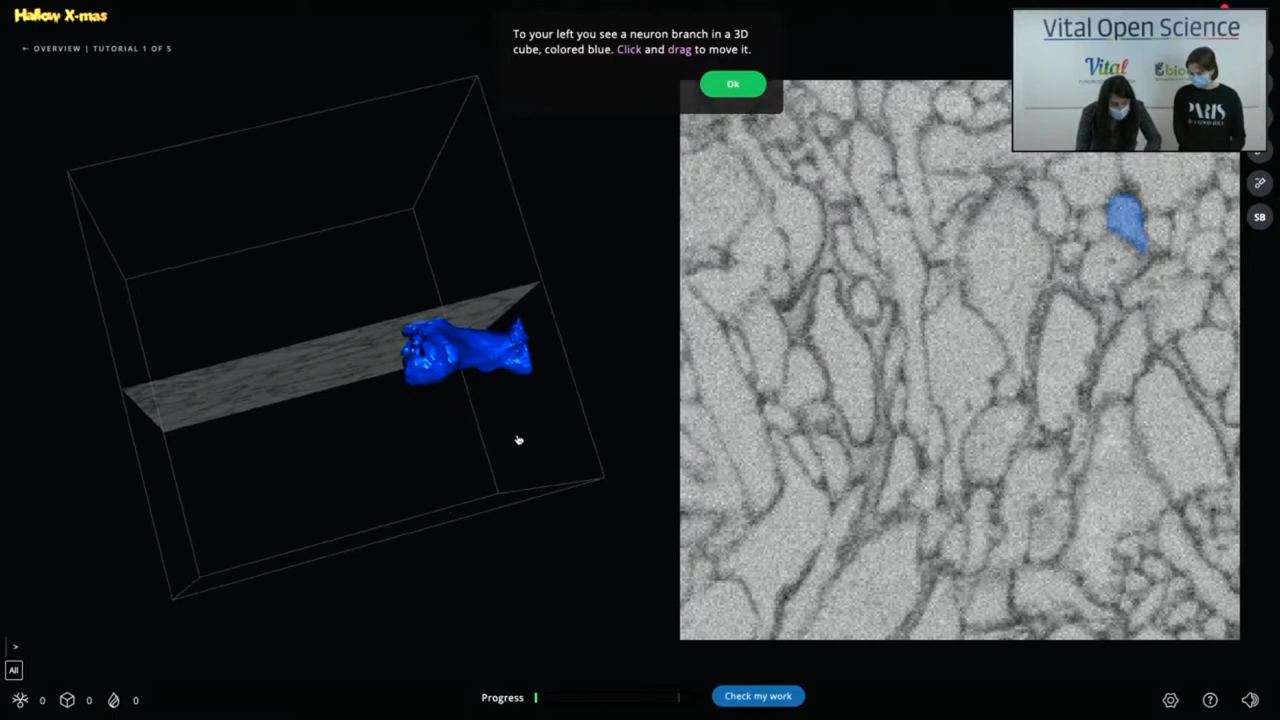 Hallow X-mas
← OVERVIEW | TUTORIAL 1 OF 5
To your left you see a neuron branch in a 3D
cube, colored blue. Click and drag to move it.
Ok
Vital Open Science
Vital
PARIS
SB
>
All
0
0
0
Progress
Check my work
?